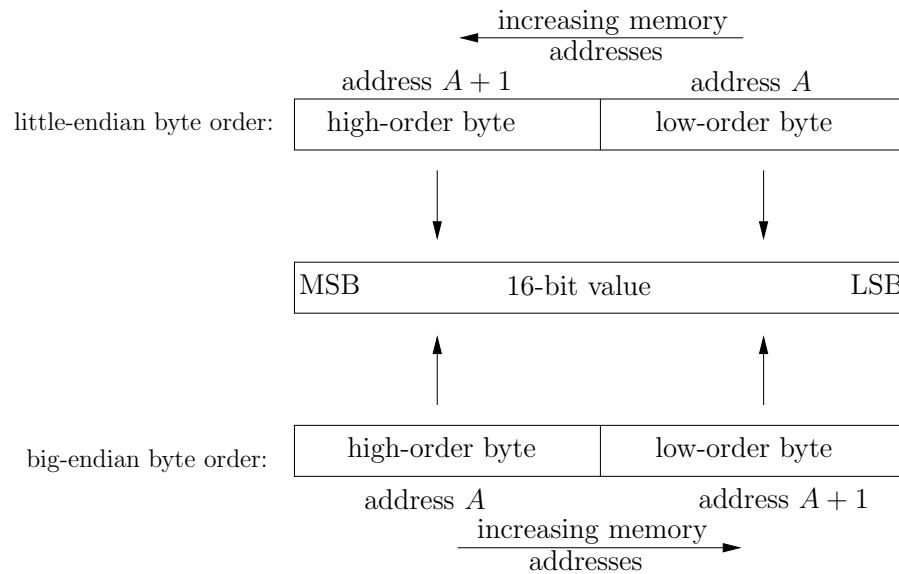 increasing memory
addresses
address A + 1 address A
little-endian byte order: high-order byte low-order byte
MSB 16-bit value LSB
big-endian byte order: high-order byte low-order byte
address A address A + 1
increasing memory
addresses